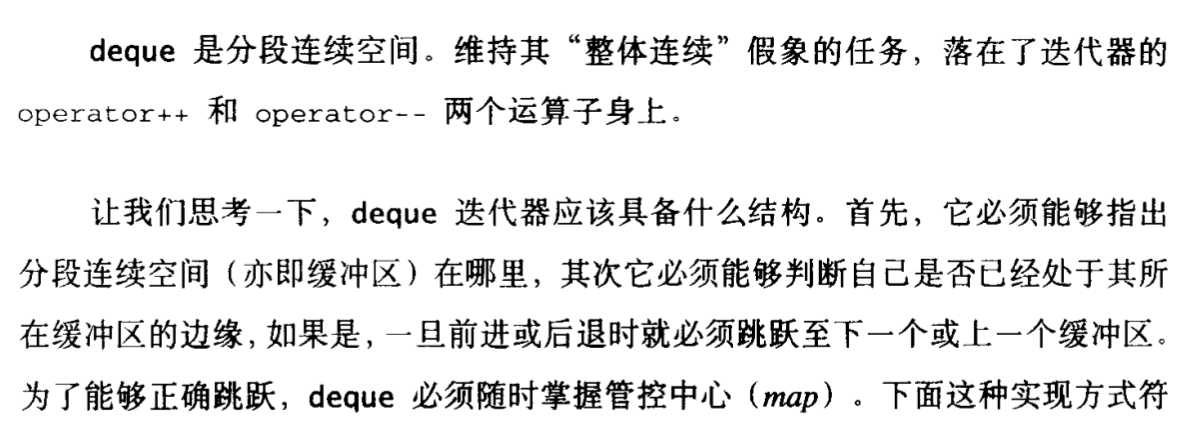 deque 是分段连续空间。维持其“整体连续”假象的任务，落在了迭代器的
operator++ 和 operator-- 两个运算子身上。
让我们思考一下，deque 迭代器应该具备什么结构。首先，它必须能够指出
分段连续空间（亦即缓冲区）在哪里，其次它必须能够判断自己是否已经处于其所
在缓冲区的边缘，如果是，一旦前进或后退时就必须跳跃至下一个或上一个缓冲区。
为了能够正确跳跃，deque 必须随时掌握管控中心（map）。下面这种实现方式符